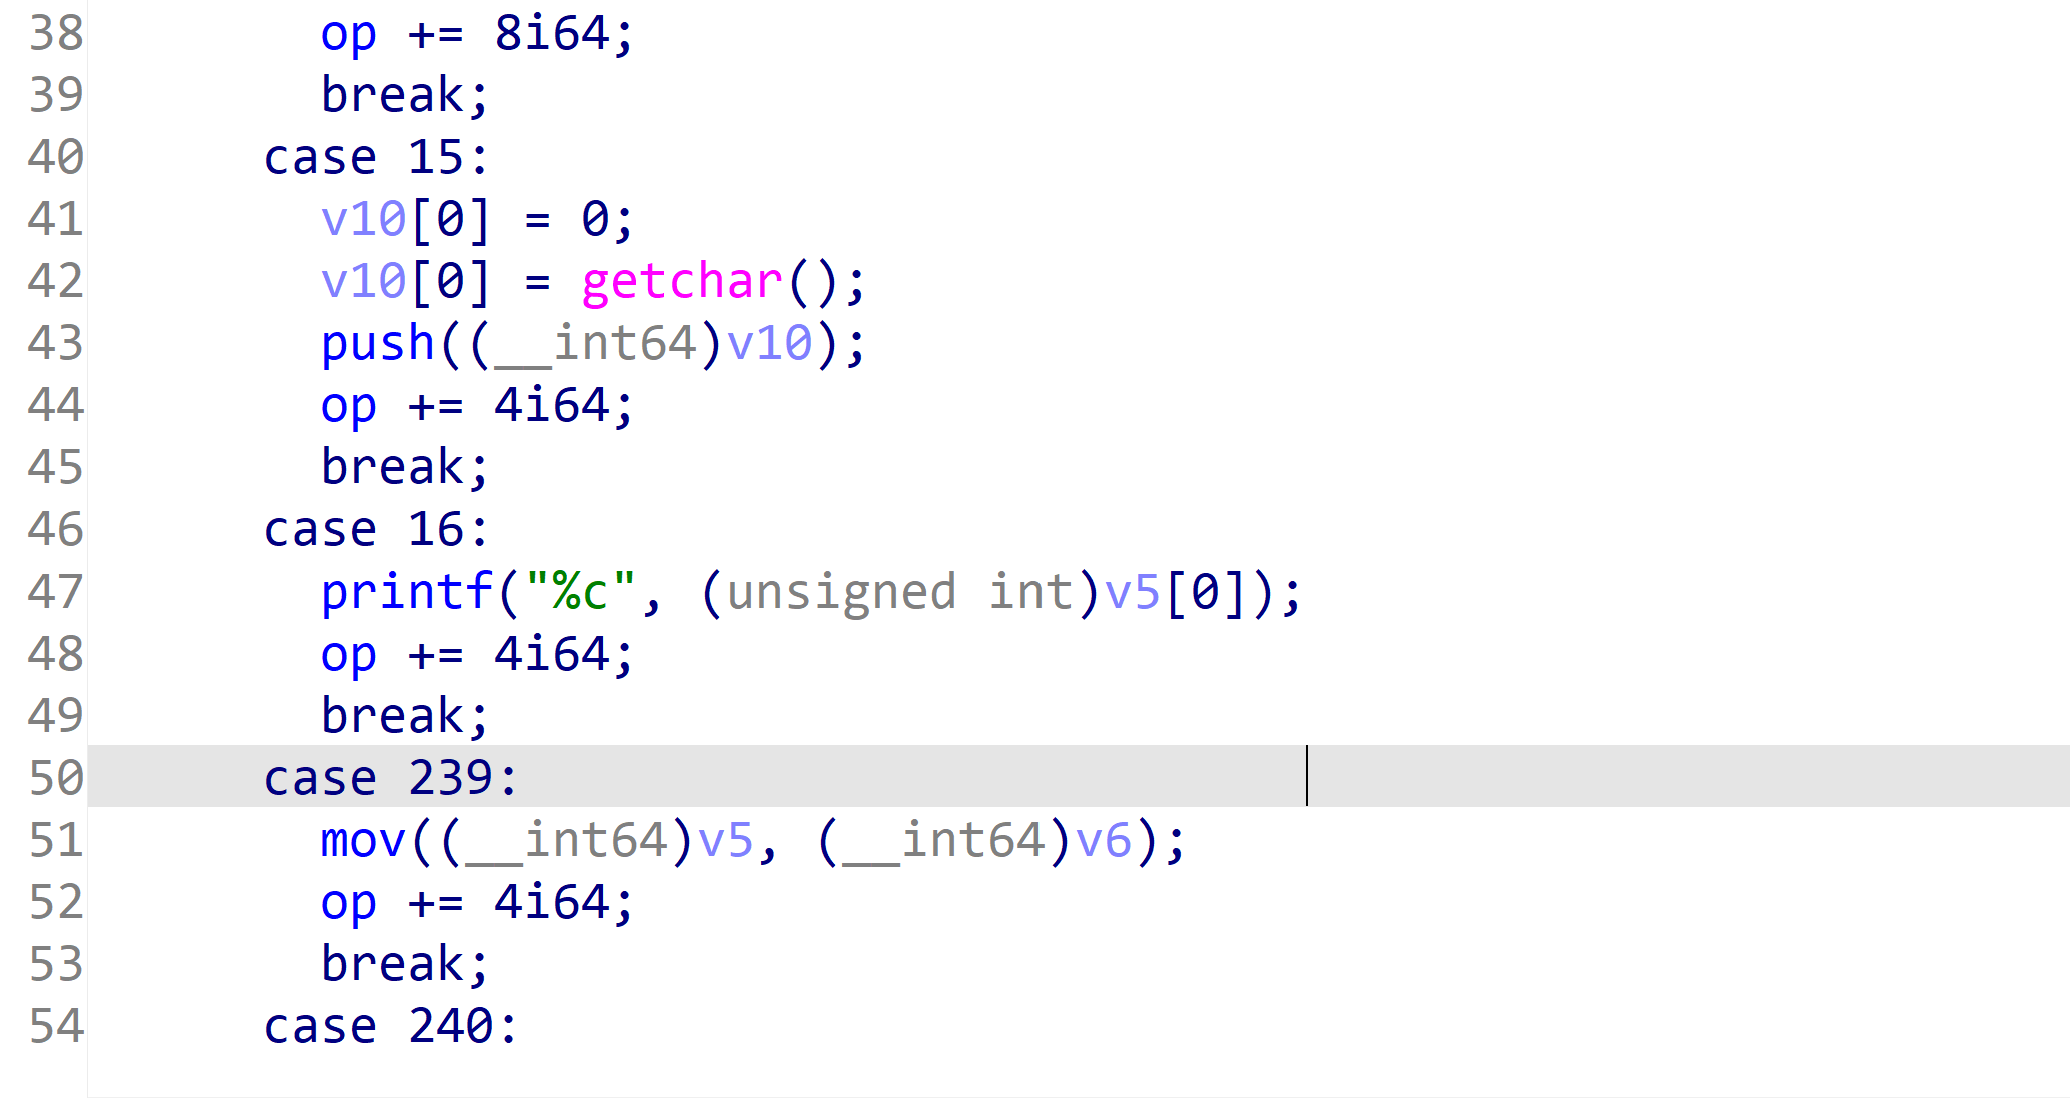 38 op += 8i64;
39 break;
40 case 15:
41 v10[0] = 0;
42 v10[0] = getchar();
43 push((__int64)v10);
44 op += 4i64;
45 break;
46 case 16:
47 printf("%c", (unsigned int)v5[0]);
48 op += 4i64;
49 break;
50 case 239:
51 mov((__int64)v5, (__int64)v6);
52 op += 4i64;
53 break;
54 case 240: